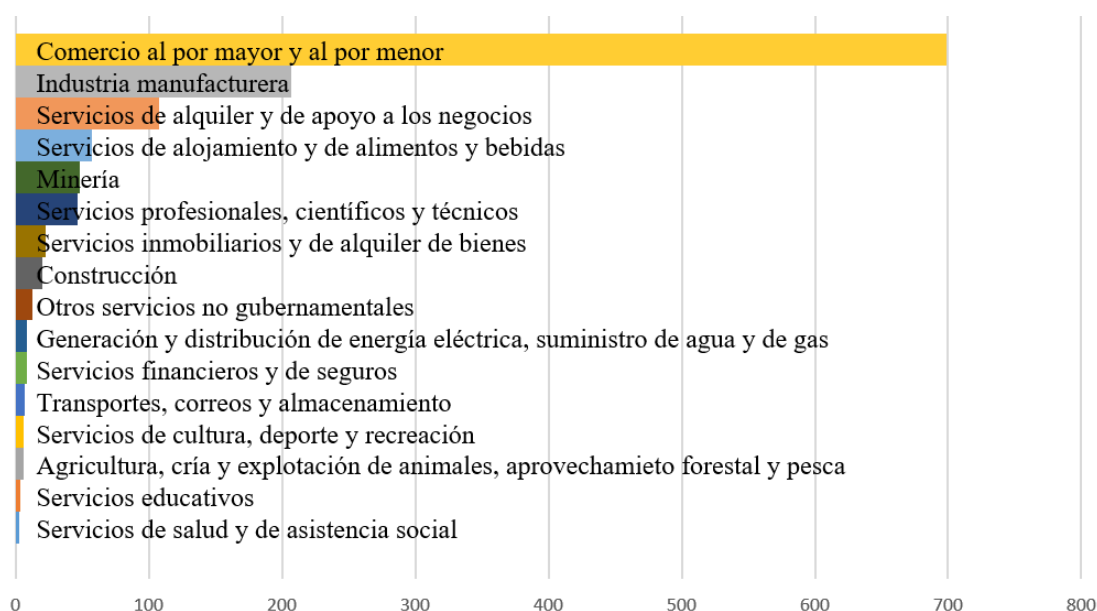 Comercio al por mayor y al por menor
Industria manufacturera
Servicios de alquiler y de apoyo a los negocios
Servicios de alojamiento y de alimentos y bebidas
Minería
Servicios profesionales, científicos y técnicos
Servicios inmobiliarios y de alquiler de bienes
Construcción
Otros servicios no gubernamentales
Generación y distribución de energía eléctrica, suministro de agua y de gas
Servicios financieros y de seguros
Transportes, correos y almacenamiento
Servicios de cultura, deporte y recreación
Agricultura, cría y explotación de animales, aprovechamieto forestal y pesca
Servicios educativos
Servicios de salud y de asistencia social
0 100 200 300 400 500 600 700 800